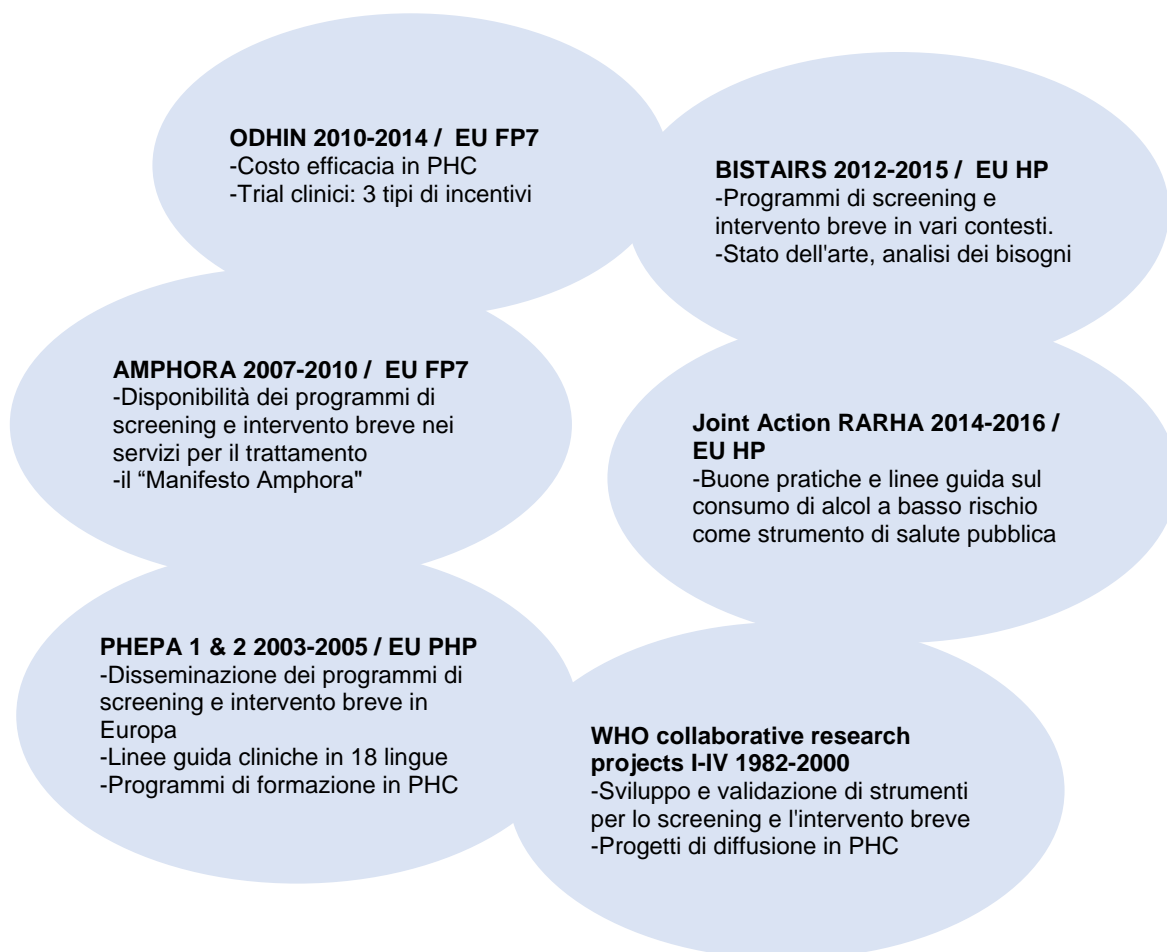 ODHIN 2010-2014 / EU FP7
-Costo efficacia in PHC
-Trial clinici: 3 tipi di incentivi
BISTAIRS 2012-2015 / EU HP
-Programmi di screening e
intervento breve in vari contesti.
-Stato dell'arte, analisi dei bisogni
AMPHORA 2007-2010 / EU FP7
-Disponibilità dei programmi di
screening e intervento breve nei
servizi per il trattamento
-il “Manifesto Amphora"
Joint Action RARHA 2014-2016 /
EU HP
-Buone pratiche e linee guida sul
consumo di alcol a basso rischio
come strumento di salute pubblica
PHEPA 1 & 2 2003-2005 / EU PHP
-Disseminazione dei programmi di
screening e intervento breve in
Europa
-Linee guida cliniche in 18 lingue
-Programmi di formazione in PHC
WHO collaborative research
projects I-IV 1982-2000
-Sviluppo e validazione di strumenti
per lo screening e l'intervento breve
-Progetti di diffusione in PHC